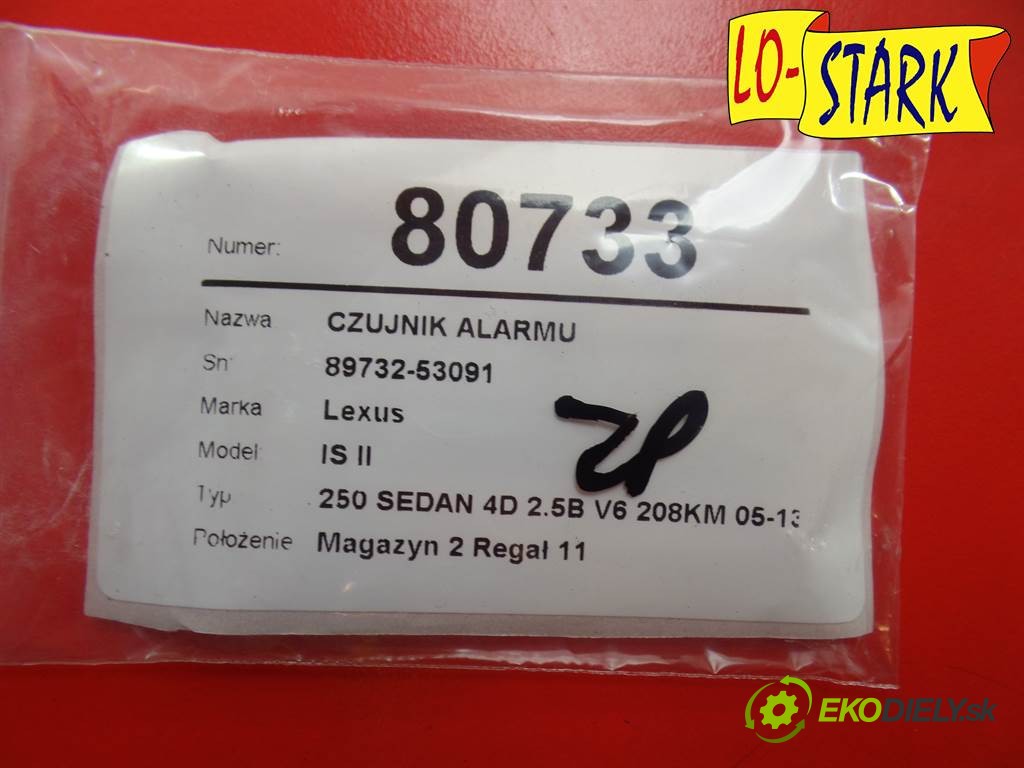 LO-STARK
Numer: 80733
Nazwa CZUJNIK ALARMU
Sn: 89732-53091
Marka Lexus
Model: IS II
Typ 250 SEDAN 4D 2.5B V6 208KM 05-13
Położenie Magazyn 2 Regał 11
EKODIELY.sk